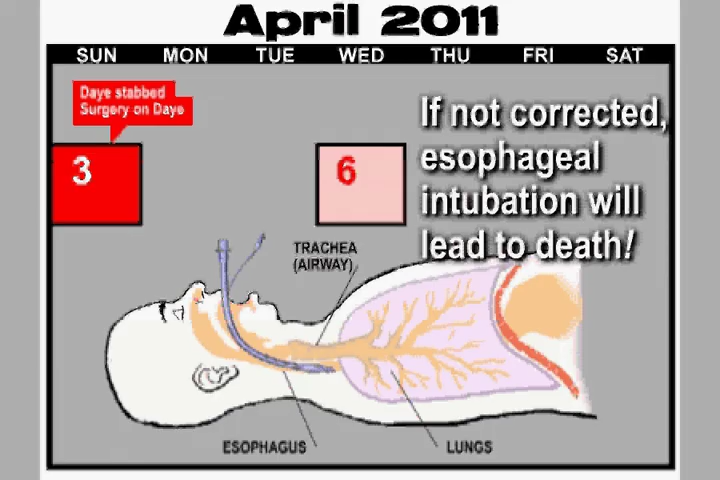 April 2011
SUN MON TUE WED THU FRI SAT
Daye stabbed
Surgery on Daye
3
6
If not corrected,
esophageal
intubation will
lead to death!
TRACHEA
(AIRWAY)
ESOPHAGUS
LUNGS